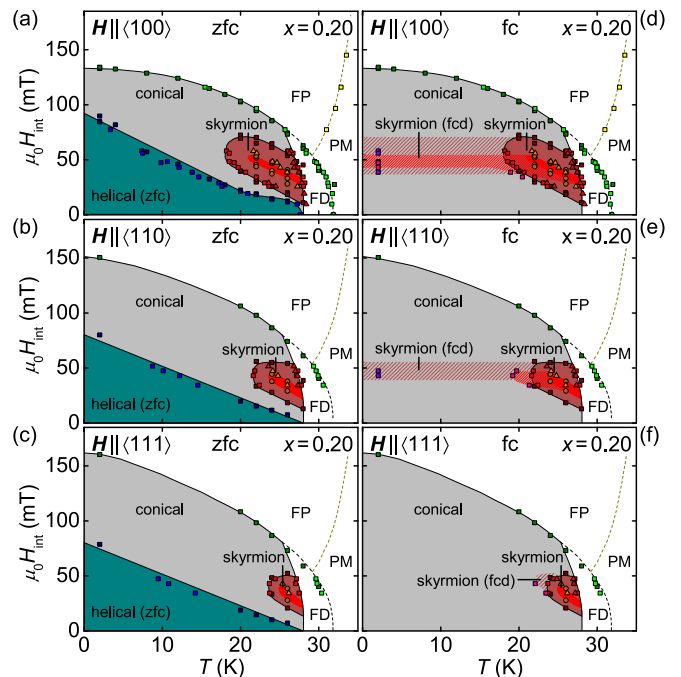 (a) H||⟨100⟩ zfc x=0.20
150
100
50
0
μ₀H_int (mT)
conical
FP
skyrmion
PM
helical (zfc)
FD
H||⟨100⟩ fc x=0.20 (d)
FP
skyrmion (fcd) skyrmion
PM
FD
(b) H||⟨110⟩ zfc x=0.20
150
100
50
0
μ₀H_int (mT)
conical
FP
skyrmion
PM
helical (zfc)
FD
H||⟨110⟩ fc x=0.20 (e)
conical
FP
skyrmion (fcd) skyrmion
PM
FD
(c) H||⟨111⟩ zfc x=0.20
150
100
50
0
μ₀H_int (mT)
conical
FP
skyrmion
PM
helical (zfc)
FD
0 10 20 30
T (K)
H||⟨111⟩ fc x=0.20 (f)
conical
FP
skyrmion
skyrmion (fcd)
PM
FD
0 10 20 30
T (K)